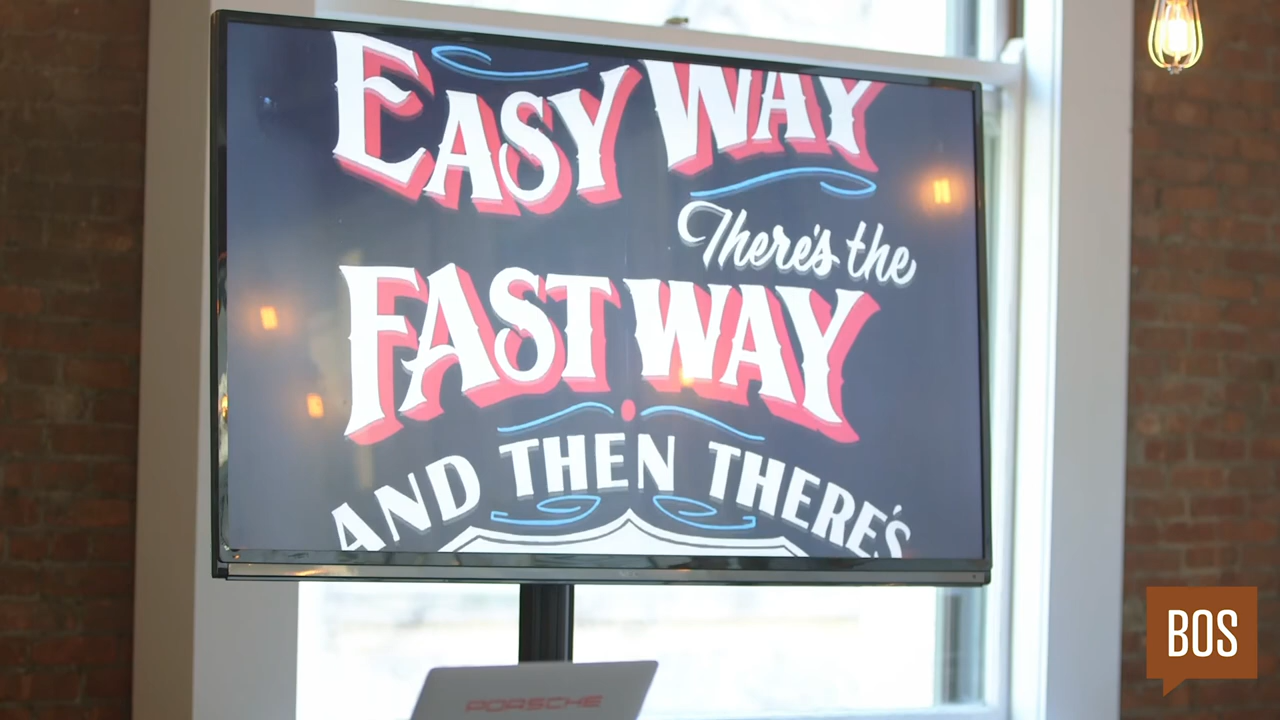 EASY WAY
There's the
FAST WAY
AND THEN THERE'S
PORSCHE
BOS